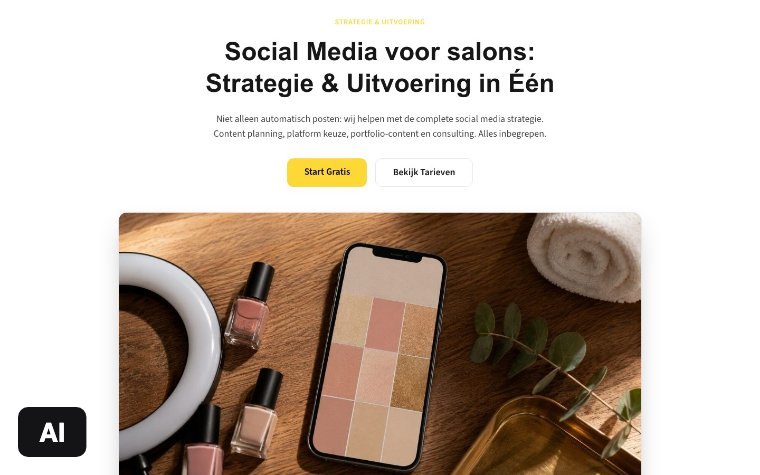 STRATEGIE & UITVOERING
Social Media voor salons:
Strategie & Uitvoering in Één
Niet alleen automatisch posten: wij helpen met de complete social media strategie.
Content planning, platform keuze, portfolio-content en consulting. Alles inbegrepen.
Start Gratis
Bekijk Tarieven
AI